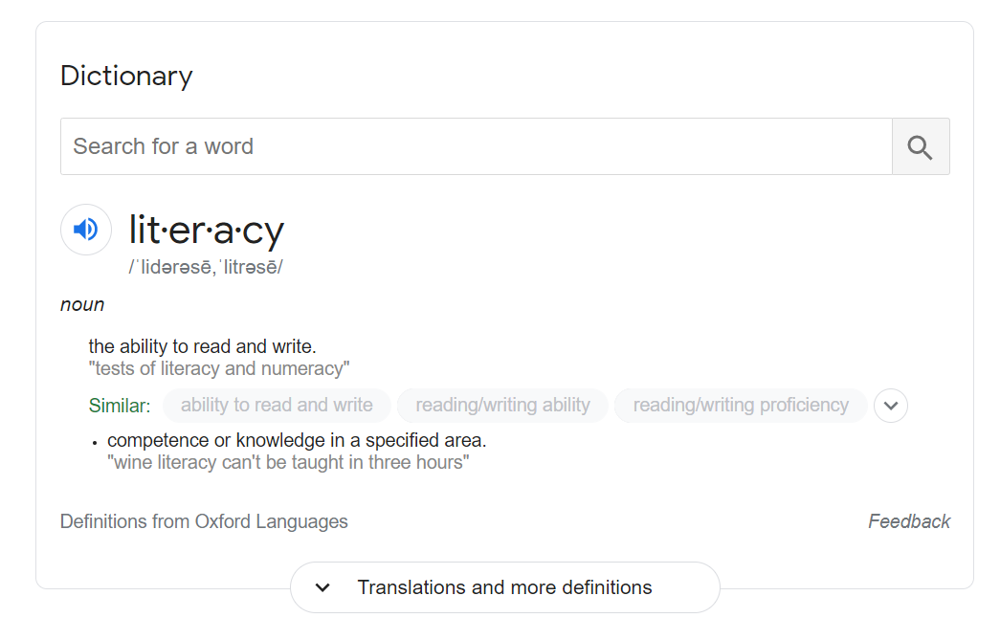 Dictionary
Search for a word
lit·er·a·cy
/ˈlidərəsē,ˈlitrəsē/
noun
the ability to read and write.
"tests of literacy and numeracy"
Similar: ability to read and write reading/writing ability reading/writing proficiency
• competence or knowledge in a specified area.
"wine literacy can't be taught in three hours"
Definitions from Oxford Languages Feedback
Translations and more definitions